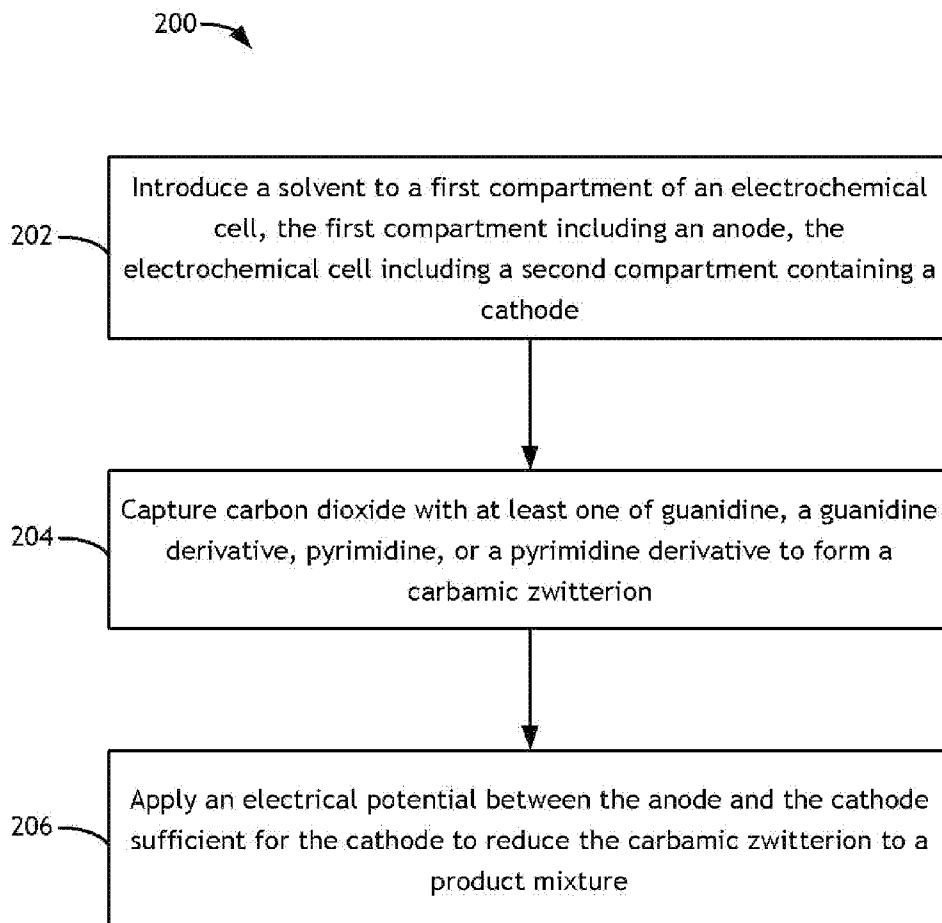 200
202
Introduce a solvent to a first compartment of an electrochemical
cell, the first compartment including an anode, the
electrochemical cell including a second compartment containing a
cathode
204
Capture carbon dioxide with at least one of guanidine, a guanidine
derivative, pyrimidine, or a pyrimidine derivative to form a
carbamic zwitterion
206
Apply an electrical potential between the anode and the cathode
sufficient for the cathode to reduce the carbamic zwitterion to a
product mixture